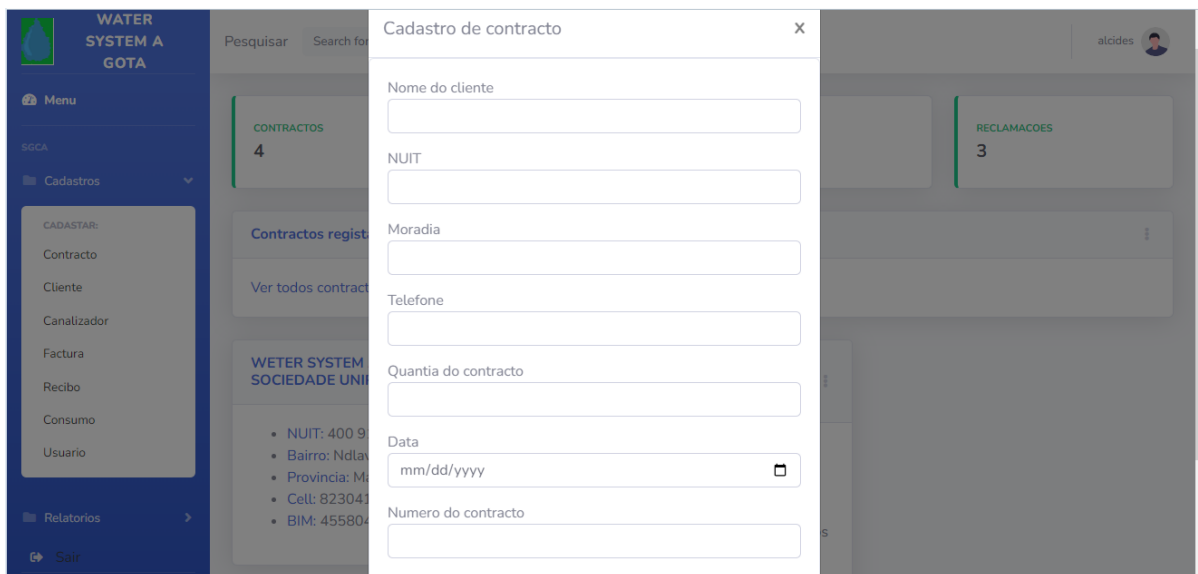 WATER
SYSTEM A
GOTA
Menu
SGCA
Cadastros
CADASTAR:
Contracto
Cliente
Canalizador
Factura
Recibo
Consumo
Usuario
Relatorios
Sair
Pesquisar
Search for
alcides
CONTRACTOS
4
RECLAMACOES
3
Contractos regist
Ver todos contract
WETER SYSTEM
SOCIEDADE UNI
NUIT: 400 9
Bairro: Ndlav
Provincia: Ma
Cell: 823041
BIM: 455804
Cadastro de contracto
x
Nome do cliente
NUIT
Moradia
Telefone
Quantia do contracto
Data
mm/dd/yyyy
Numero do contracto